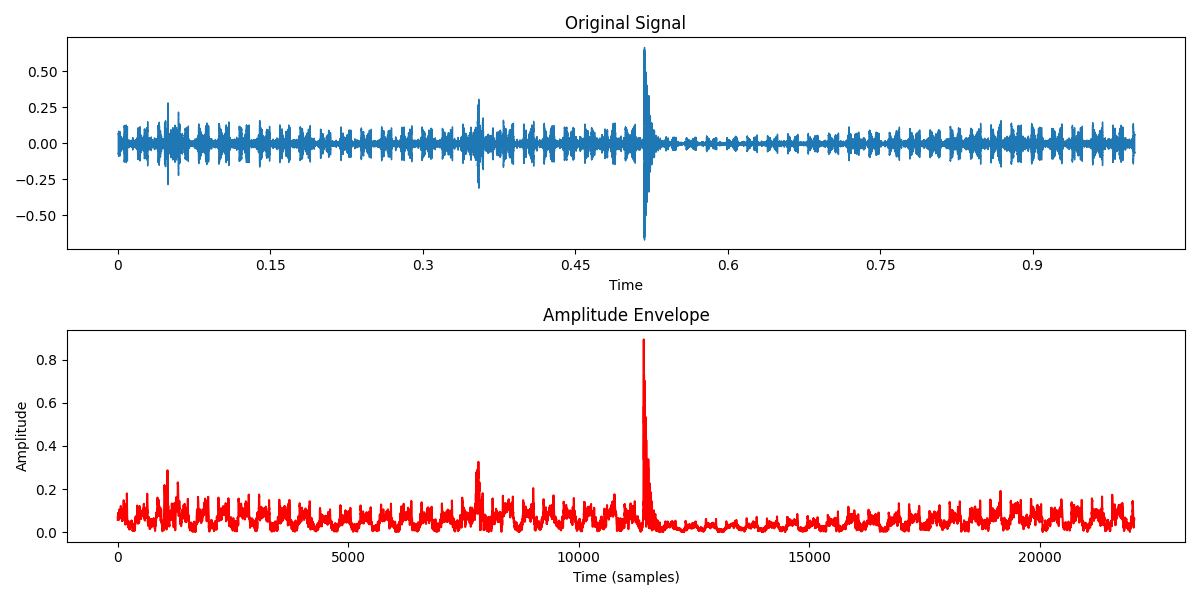 Original Signal
0.50
0.25
0.00
−0.25
−0.50
0 0.15 0.3 0.45 0.6 0.75 0.9
Time
Amplitude Envelope
Amplitude
0.8
0.6
0.4
0.2
0.0
0 5000 10000 15000 20000
Time (samples)